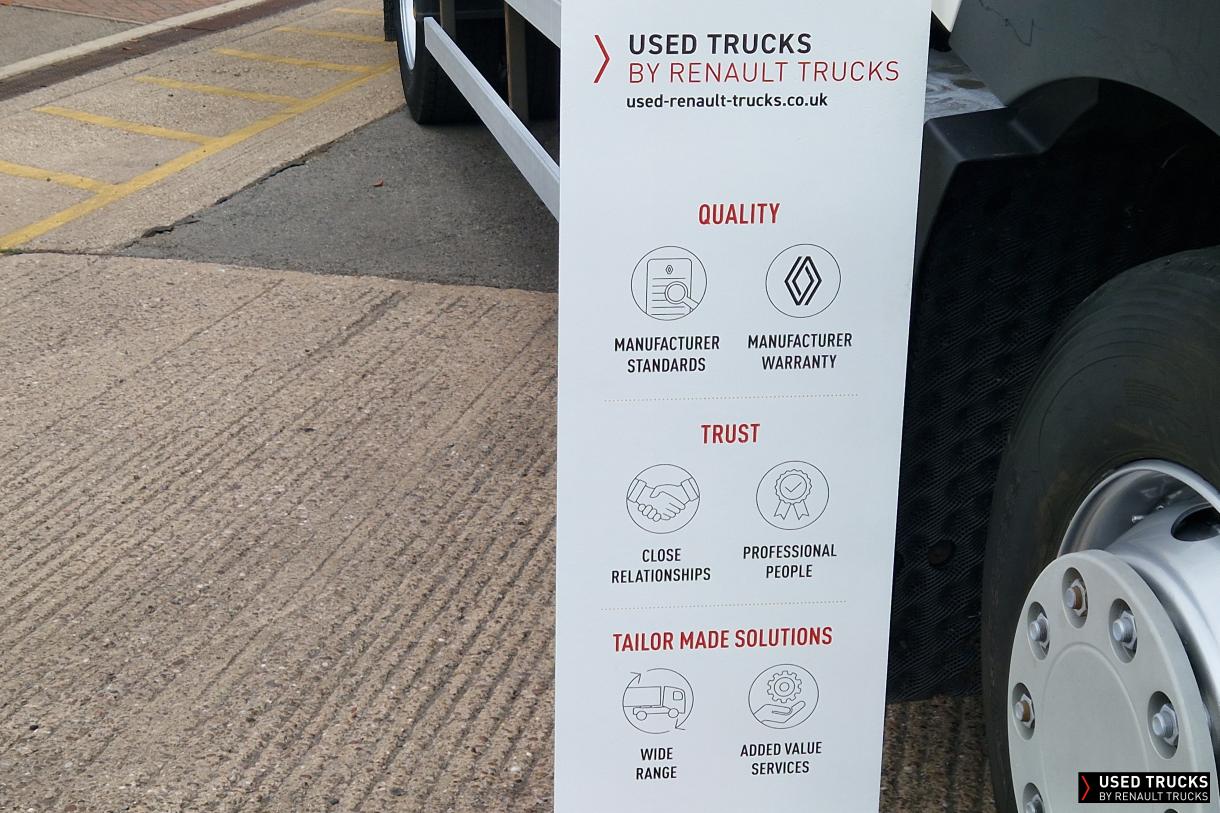 USED TRUCKS
BY RENAULT TRUCKS
used-renault-trucks.co.uk
QUALITY
MANUFACTURER
STANDARDS
MANUFACTURER
WARRANTY
TRUST
CLOSE
RELATIONSHIPS
PROFESSIONAL
PEOPLE
TAILOR MADE SOLUTIONS
WIDE
RANGE
ADDED VALUE
SERVICES
USED TRUCKS
BY RENAULT TRUCKS